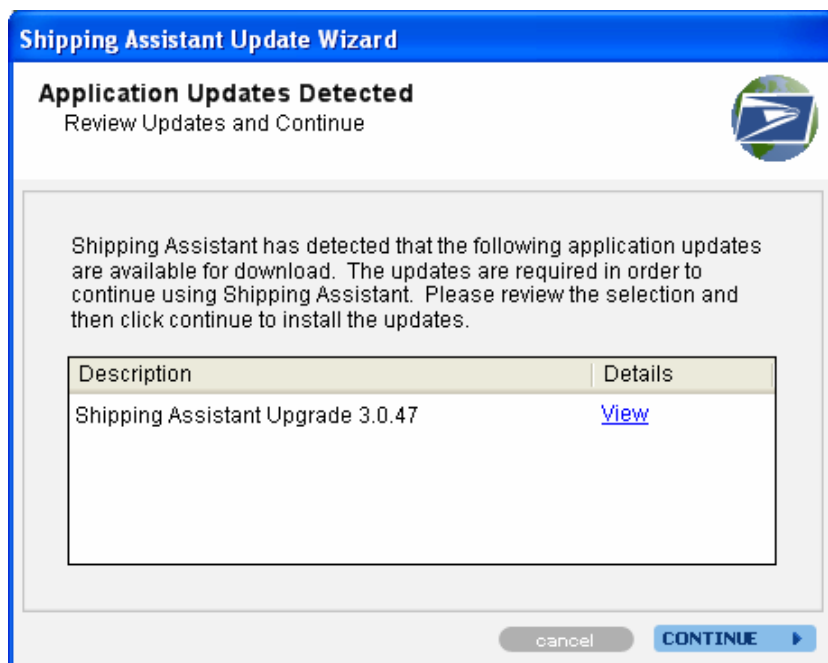 Shipping Assistant Update Wizard
Application Updates Detected
Review Updates and Continue
Shipping Assistant has detected that the following application updates
are available for download. The updates are required in order to
continue using Shipping Assistant. Please review the selection and
then click continue to install the updates.
Description Details
Shipping Assistant Upgrade 3.0.47 View
cancel CONTINUE